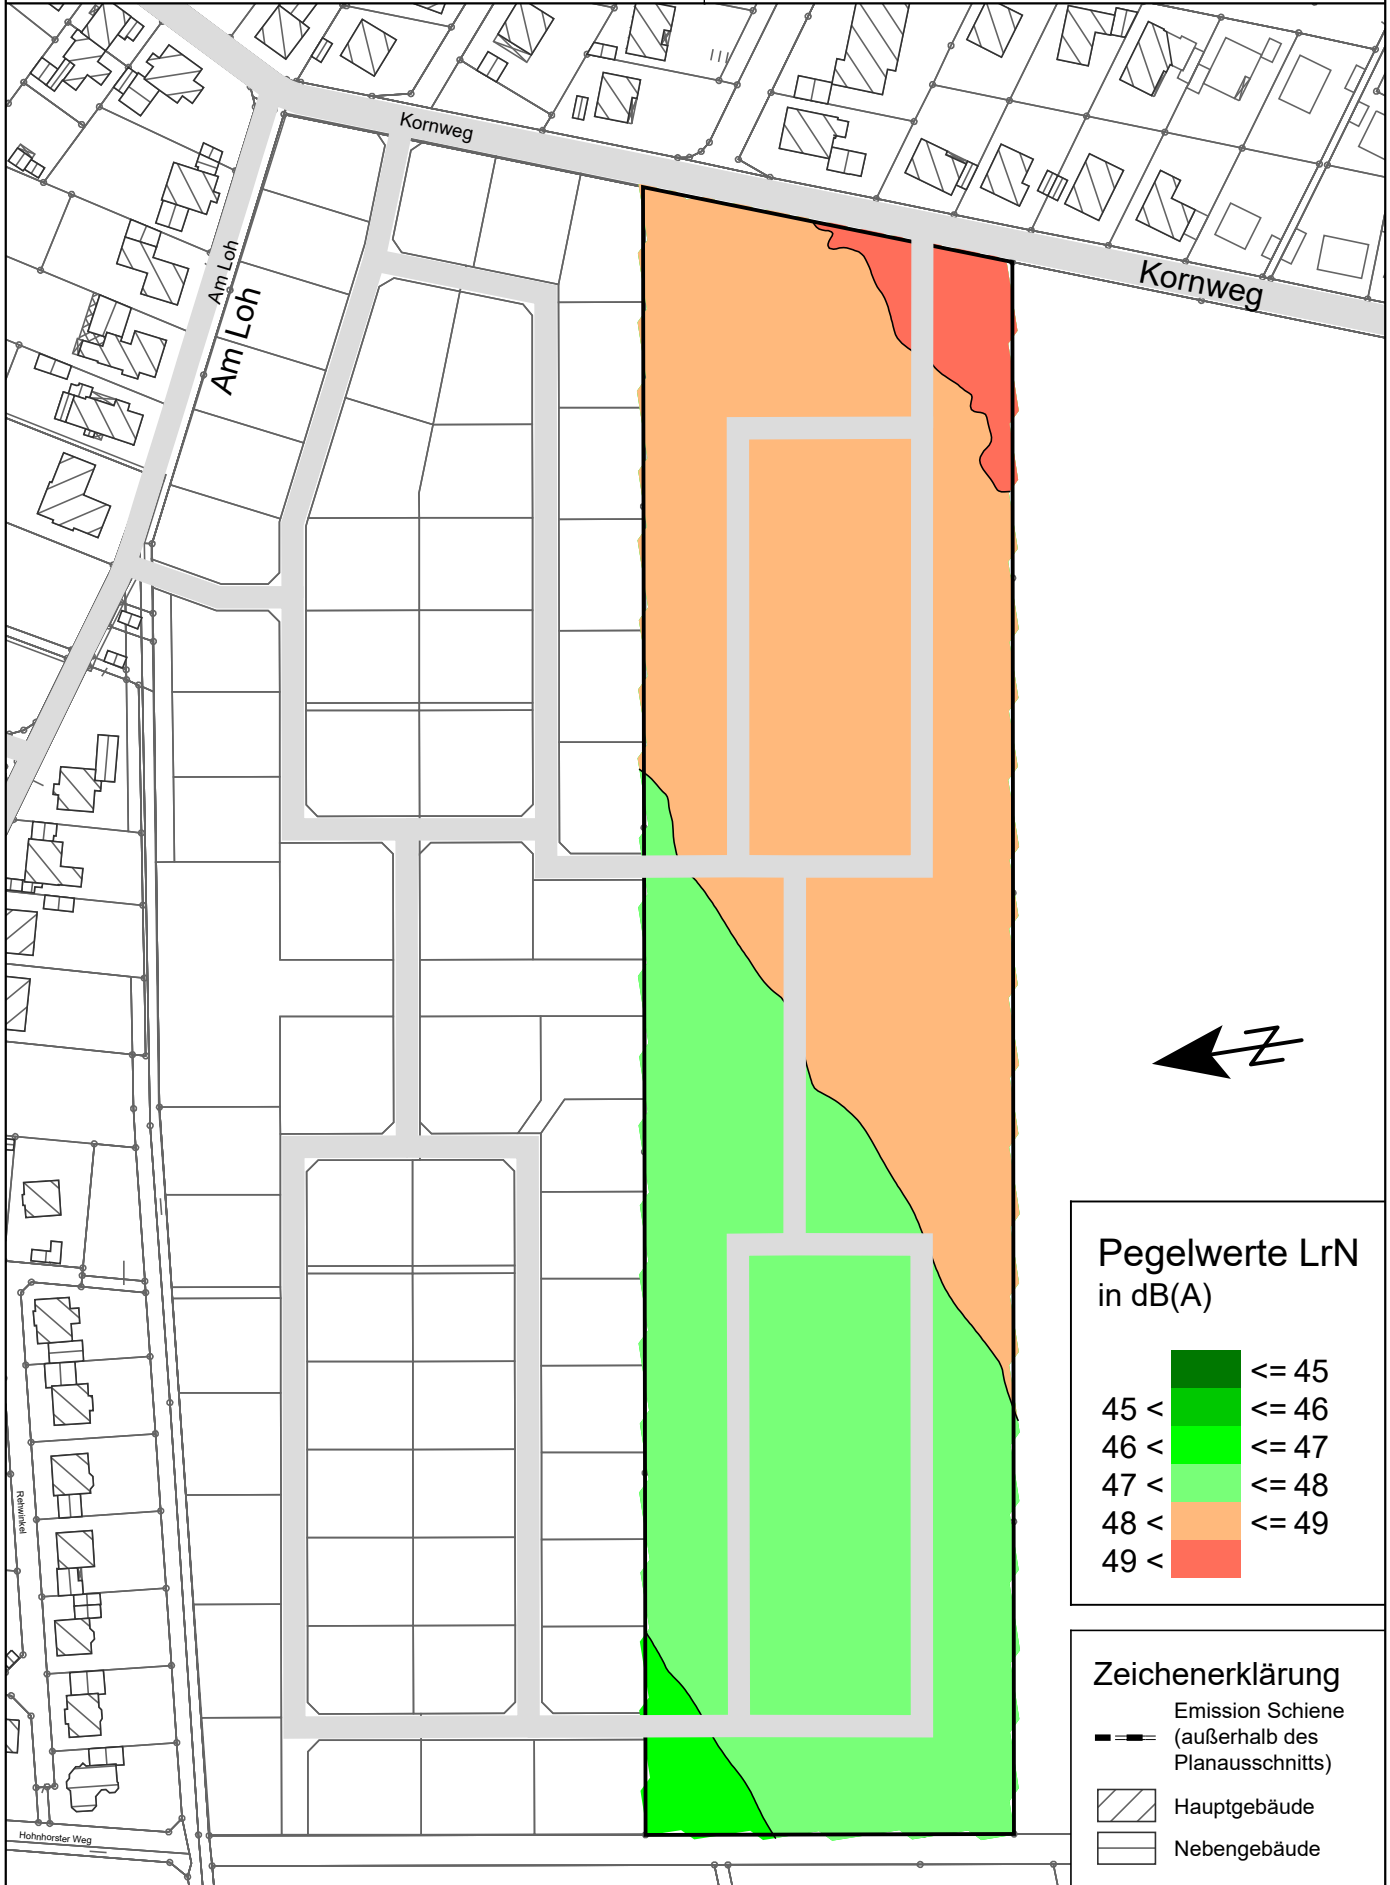 Kornweg
Kornweg
Am Loh
Am Loh
N
Rehwinkel
Hohnhorster Weg
Pegelwerte LrN
in dB(A)
<= 45
45 < <= 46
46 < <= 47
47 < <= 48
48 < <= 49
49 <
Zeichenerklärung
Emission Schiene
(außerhalb des
Planausschnitts)
Hauptgebäude
Nebengebäude